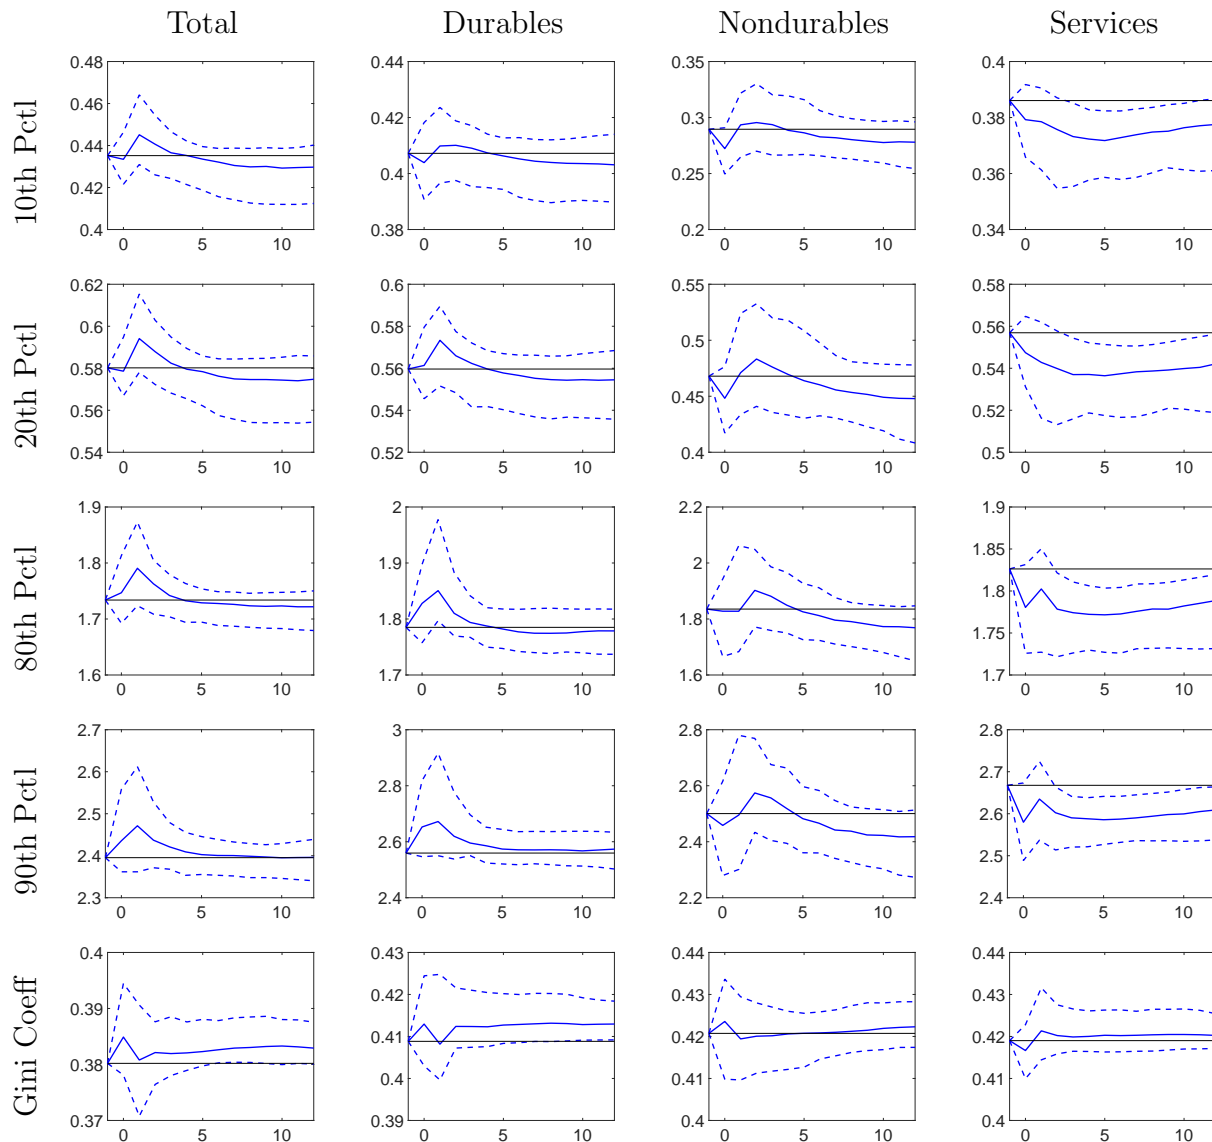 Total Durables Nondurables Services
10th Pctl
0.48 0.46 0.44 0.42 0.4
0 5 10
0.44 0.42 0.4 0.38
0 5 10
0.35 0.3 0.25 0.2
0 5 10
0.4 0.38 0.36 0.34
0 5 10
20th Pctl
0.62 0.6 0.58 0.56 0.54
0 5 10
0.6 0.58 0.56 0.54 0.52
0 5 10
0.55 0.5 0.45 0.4
0 5 10
0.58 0.56 0.54 0.52 0.5
0 5 10
80th Pctl
1.9 1.8 1.7 1.6
0 5 10
2 1.9 1.8 1.7
0 5 10
2.2 2 1.8 1.6
0 5 10
1.9 1.85 1.8 1.75 1.7
0 5 10
90th Pctl
2.7 2.6 2.5 2.4 2.3
0 5 10
3 2.8 2.6 2.4
0 5 10
2.8 2.6 2.4 2.2
0 5 10
2.8 2.7 2.6 2.5 2.4
0 5 10
Gini Coeff
0.4 0.39 0.38 0.37
0 5 10
0.43 0.42 0.41 0.4 0.39
0 5 10
0.44 0.43 0.42 0.41 0.4
0 5 10
0.44 0.43 0.42 0.41 0.4
0 5 10